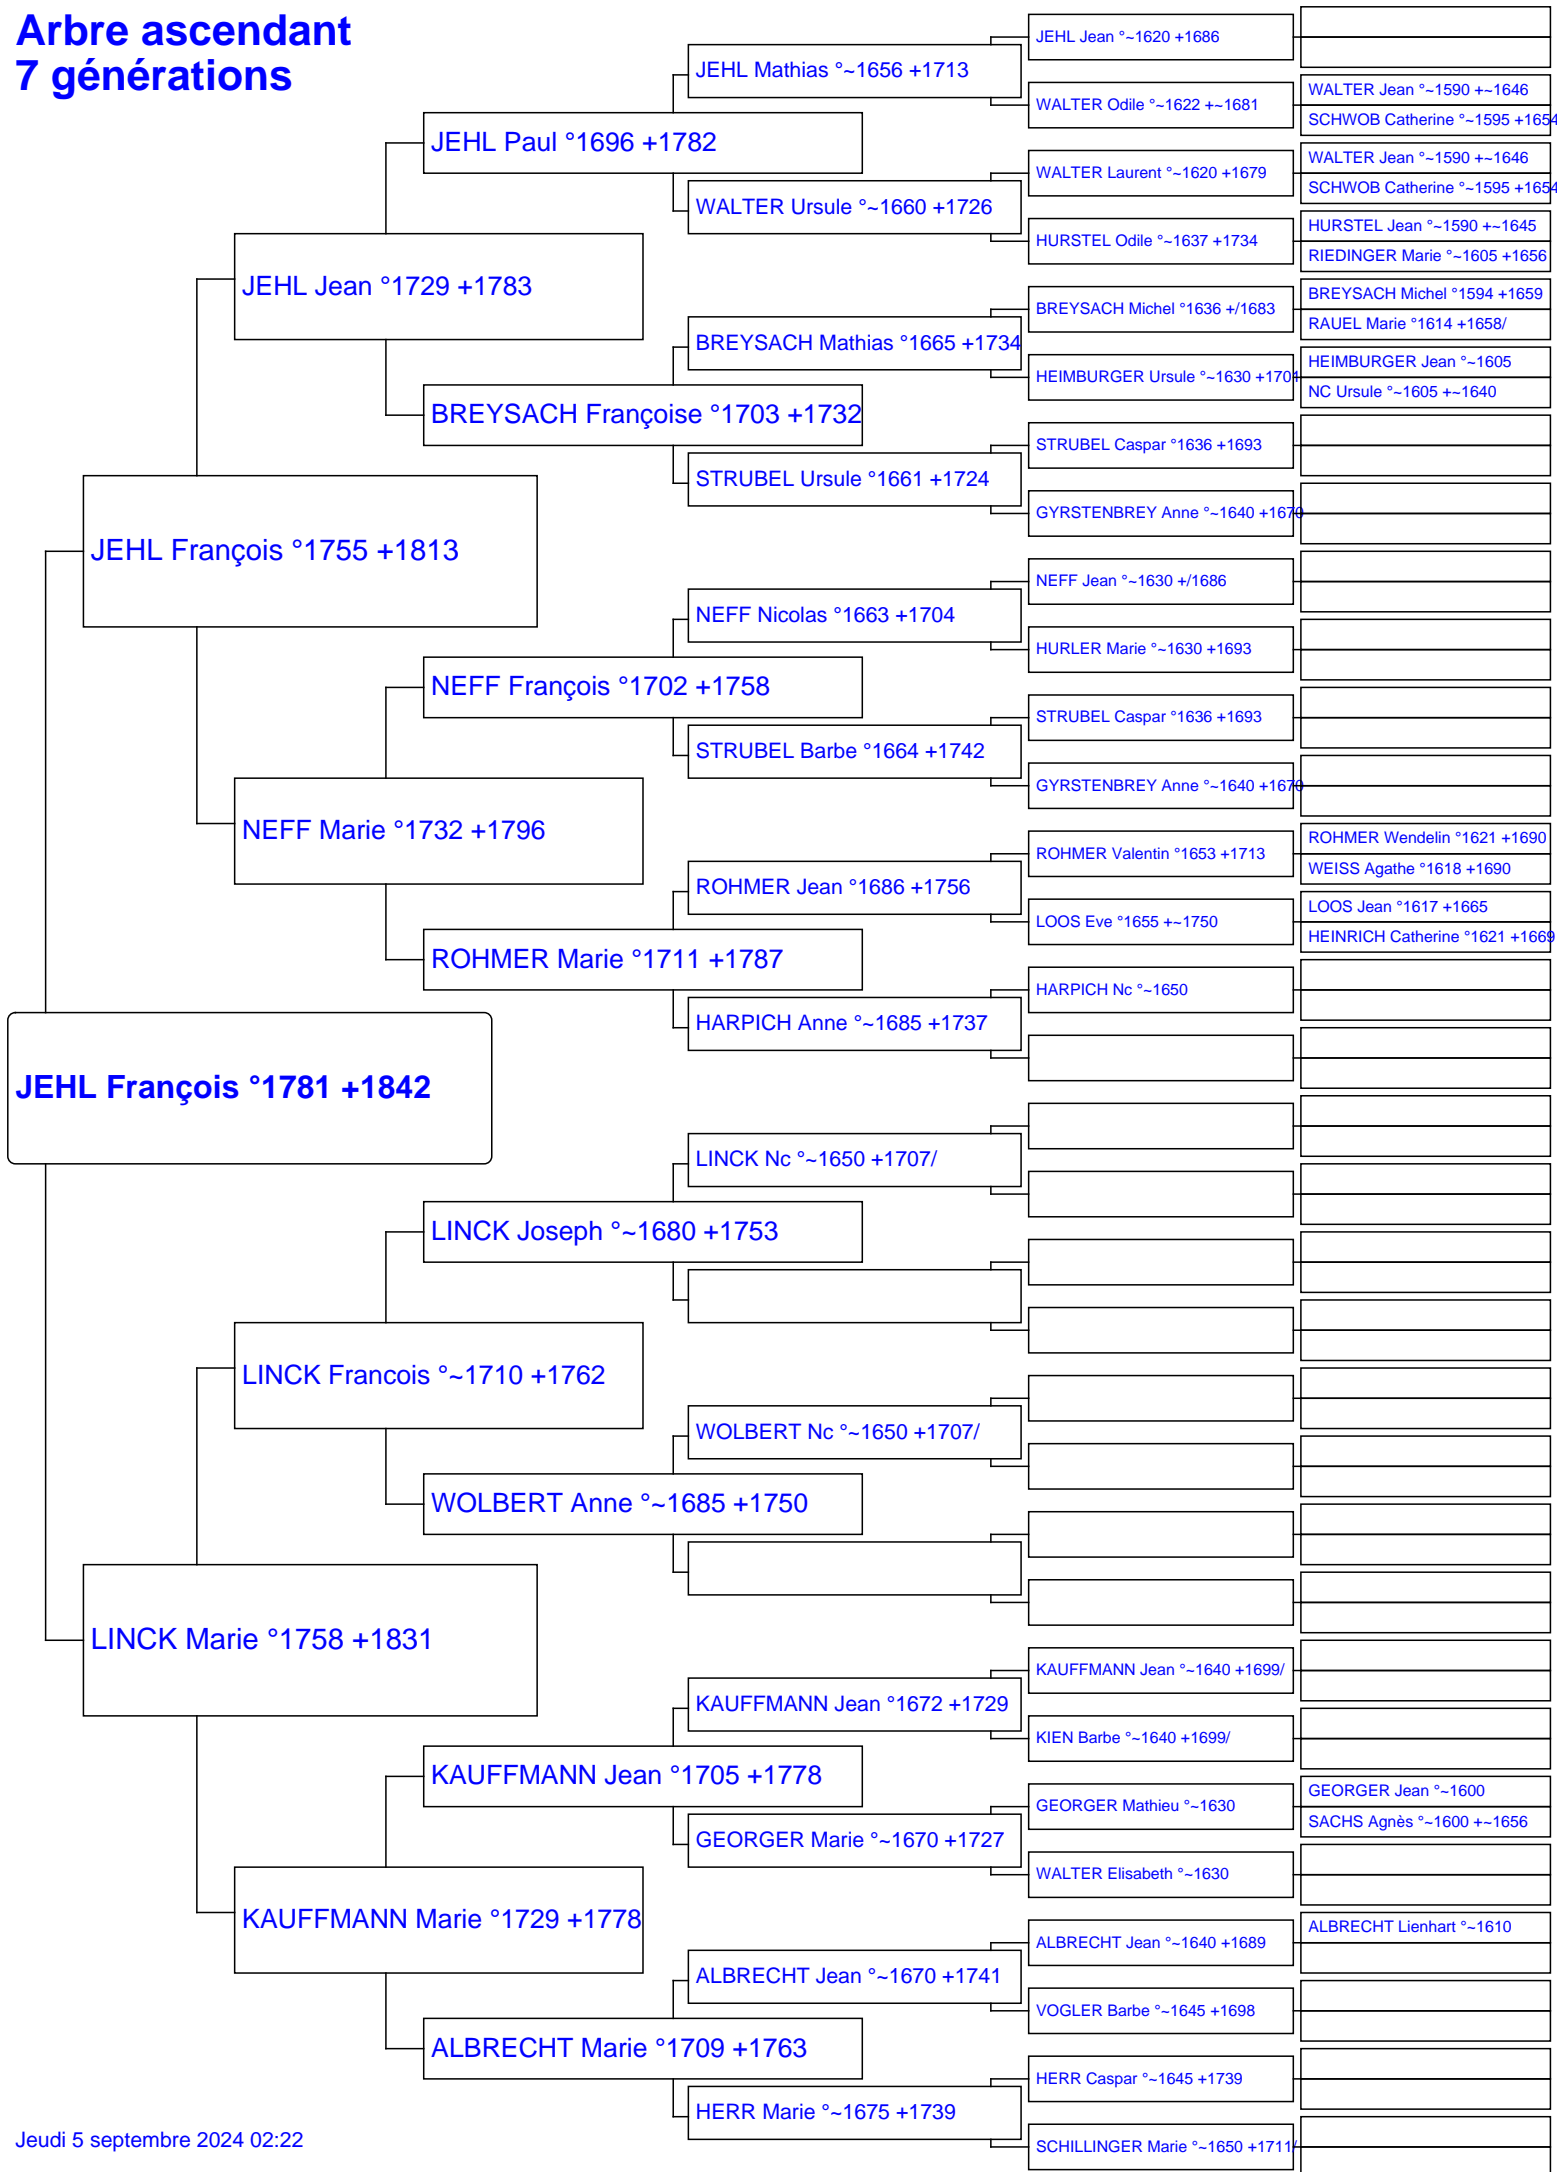 Arbre ascendant
7 générations
JEHL François °1781 +1842
JEHL François °1755 +1813
LINCK Marie °1758 +1831
JEHL Jean °1729 +1783
NEFF Marie °1732 +1796
LINCK Francois °~1710 +1762
KAUFFMANN Marie °1729 +1778
JEHL Paul °1696 +1782
BREYSACH Françoise °1703 +1732
NEFF François °1702 +1758
ROHMER Marie °1711 +1787
LINCK Joseph °~1680 +1753
WOLBERT Anne °~1685 +1750
KAUFFMANN Jean °1705 +1778
ALBRECHT Marie °1709 +1763
JEHL Mathias °~1656 +1713
WALTER Ursule °~1660 +1726
BREYSACH Mathias °1665 +1734
STRUBEL Ursule °1661 +1724
NEFF Nicolas °1663 +1704
STRUBEL Barbe °1664 +1742
ROHMER Jean °1686 +1756
HARPICH Anne °~1685 +1737
LINCK Nc °~1650 +1707/
WOLBERT Nc °~1650 +1707/
KAUFFMANN Jean °1672 +1729
GEORGER Marie °~1670 +1727
ALBRECHT Jean °~1670 +1741
HERR Marie °~1675 +1739
JEHL Jean °~1620 +1686
WALTER Odile °~1622 +~1681
WALTER Laurent °~1620 +1679
HURSTEL Odile °~1637 +1734
BREYSACH Michel °1636 +/1683
HEIMBURGER Ursule °~1630 +1701
STRUBEL Caspar °1636 +1693
GYRSTENBREY Anne °~1640 +1670
NEFF Jean °~1630 +/1686
HURLER Marie °~1630 +1693
STRUBEL Caspar °1636 +1693
GYRSTENBREY Anne °~1640 +1670
ROHMER Valentin °1653 +1713
LOOS Eve °1655 +~1750
HARPICH Nc °~1650
KAUFFMANN Jean °~1640 +1699/
KIEN Barbe °~1640 +1699/
GEORGER Mathieu °~1630
WALTER Elisabeth °~1630
ALBRECHT Jean °~1640 +1689
VOGLER Barbe °~1645 +1698
HERR Caspar °~1645 +1739
SCHILLINGER Marie °~1650 +1711/
WALTER Jean °~1590 +~1646
SCHWOB Catherine °~1595 +1654
WALTER Jean °~1590 +~1646
SCHWOB Catherine °~1595 +1654
HURSTEL Jean °~1590 +~1645
RIEDINGER Marie °~1605 +1656
BREYSACH Michel °1594 +1659
RAUEL Marie °1614 +1658/
HEIMBURGER Jean °~1605
NC Ursule °~1605 +~1640
ROHMER Wendelin °1621 +1690
WEISS Agathe °1618 +1690
LOOS Jean °1617 +1665
HEINRICH Catherine °1621 +1669
GEORGER Jean °~1600
SACHS Agnès °~1600 +~1656
ALBRECHT Lienhart °~1610
Jeudi 5 septembre 2024 02:22